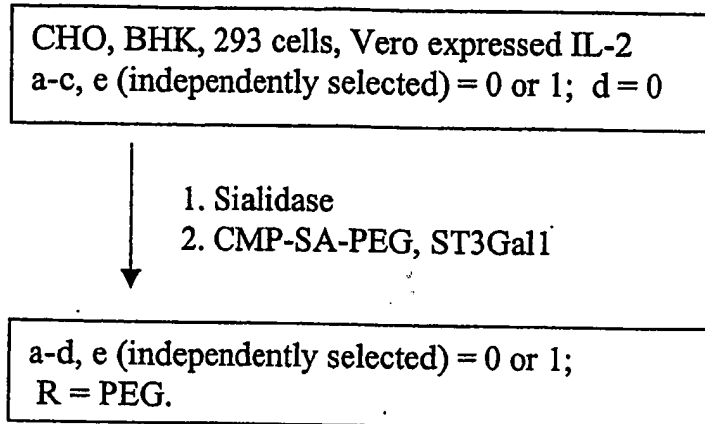 CHO, BHK, 293 cells, Vero expressed IL-2
a-c, e (independently selected) = 0 or 1; d = 0
1. Sialidase
2. CMP-SA-PEG, ST3Gal1
a-d, e (independently selected) = 0 or 1;
R = PEG.